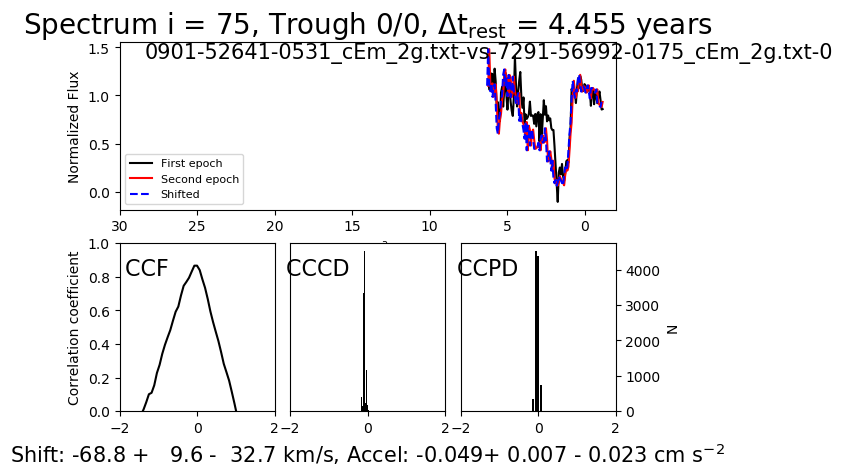 Spectrum i = 75, Trough 0/0, Δt_rest = 4.455 years
0901-52641-0531_cEm_2g.txt-vs-7291-56992-0175_cEm_2g.txt-0
Normalized Flux
1.5
1.0
0.5
0.0
First epoch
Second epoch
Shifted
30 25 20 15 10 5 0
Correlation coefficient
1.0
0.8
0.6
0.4
0.2
0.0
CCF
CCCD
CCPD
4000
3000
2000
1000
0
N
−2 0 2
−2 0 2
−2 0 2
Shift: -68.8 + 9.6 - 32.7 km/s, Accel: -0.049+ 0.007 - 0.023 cm s⁻²